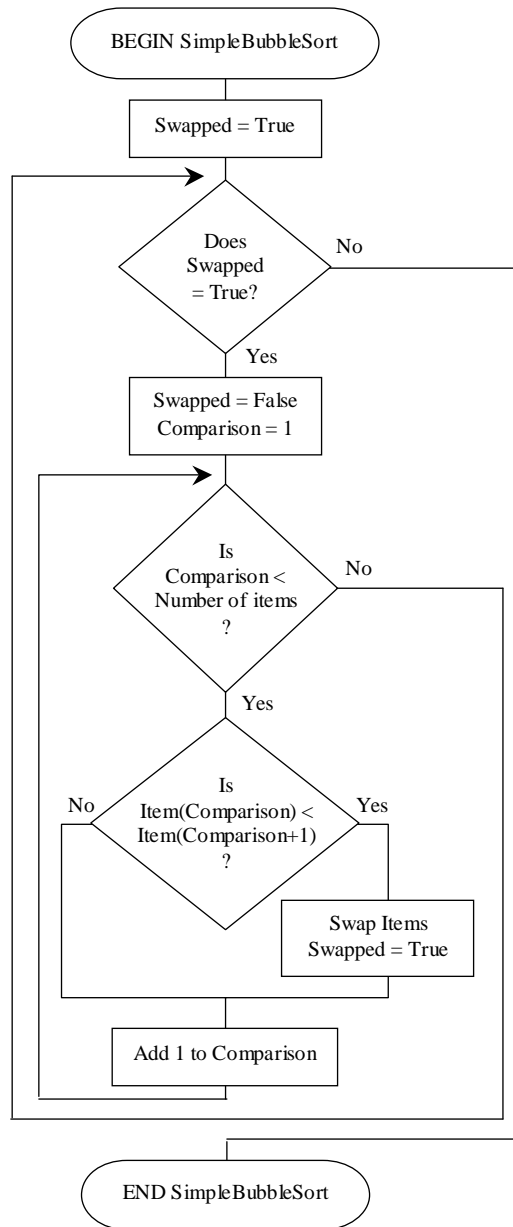 BEGIN SimpleBubbleSort
Swapped = True
Does
Swapped
= True?
No
Yes
Swapped = False
Comparison = 1
Is
Comparison <
Number of items
?
No
Yes
Is
Item(Comparison) <
Item(Comparison+1)
?
No
Yes
Swap Items
Swapped = True
Add 1 to Comparison
END SimpleBubbleSort